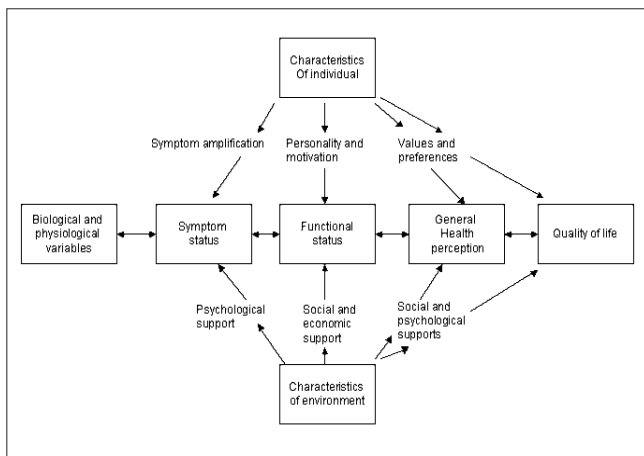 Characteristics
Of individual
Symptom amplification
Personality and
motivation
Values and
preferences
Biological and
physiological
variables
Symptom
status
Functional
status
General
Health
perception
Quality of life
Psychological
support
Social and
economic
support
Social and
psychological
supports
Characteristics
of environment